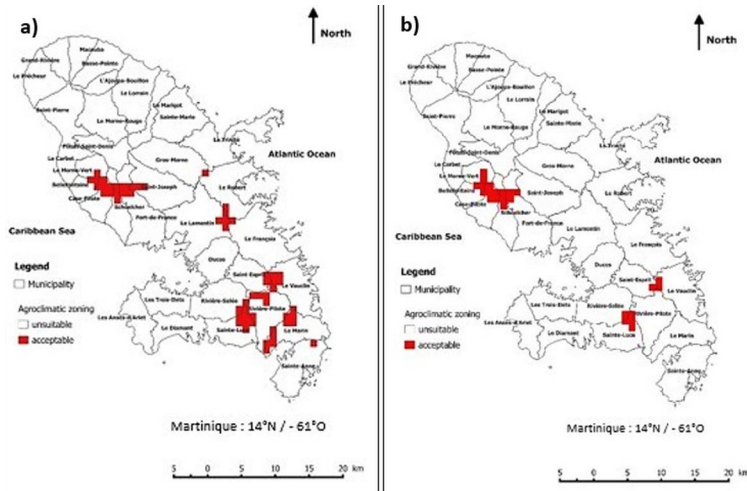 a)
North
Macouba
Grand-Rivière
Basse-Pointe
Le Prêcheur
L'Ajoupa-Bouillon
Le Lorrain
Saint-Pierre
Le Marigot
Sainte-Marie
Le Morne-Rouge
La Trinité
Fonds-Saint-Denis
Le Carbet
Gros-Morne
Atlantic Ocean
Le Morne-Vert
Bellefontaine
Saint-Joseph
Le Robert
Case-Pilote
Schoelcher
Fort-de-France
Le Lamentin
Caribbean Sea
Le François
Ducos
Legend
Saint-Esprit
Municipality
Le Vauclin
Les Trois-Ilets
Rivière-Salée
Agroclimatic zoning
Rivière-Pilote
unsuitable
Les Anses-d'Arlet
Le Diamant
Sainte-Luce
Le Marin
acceptable
Sainte-Anne
Martinique : 14°N / - 61°O
5 0 5 10 15 20 km
b)
North
Macouba
Grand-Rivière
Basse-Pointe
Le Prêcheur
L'Ajoupa-Bouillon
Le Lorrain
Saint-Pierre
Le Marigot
Sainte-Marie
Le Morne-Rouge
La Trinité
Fonds-Saint-Denis
Le Carbet
Gros-Morne
Atlantic Ocean
Le Morne-Vert
Bellefontaine
Saint-Joseph
Le Robert
Case-Pilote
Schoelcher
Fort-de-France
Le Lamentin
Caribbean Sea
Le François
Ducos
Legend
Saint-Esprit
Municipality
Le Vauclin
Les Trois-Ilets
Rivière-Salée
Agroclimatic zoning
Rivière-Pilote
unsuitable
Les Anses-d'Arlet
Le Diamant
Sainte-Luce
Le Marin
acceptable
Sainte-Anne
Martinique : 14°N / - 61°O
5 0 5 10 15 20 km